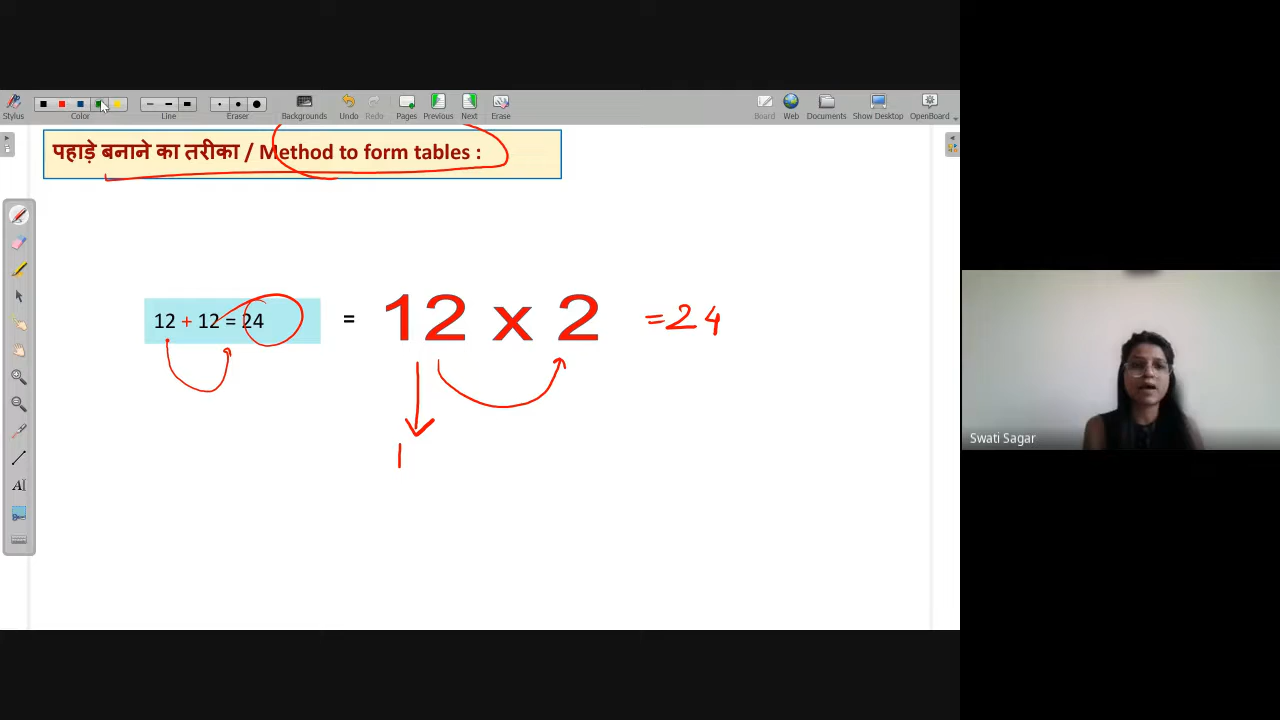 Stylus
Color
Line
Eraser
Backgrounds
Undo
Redo
Pages
Previous
Next
Erase
Board
Web
Documents
Show Desktop
OpenBoard
पहाड़े बनाने का तरीका / Method to form tables :
12 + 12 = 24 = 12 x 2 =24
1
Swati Sagar